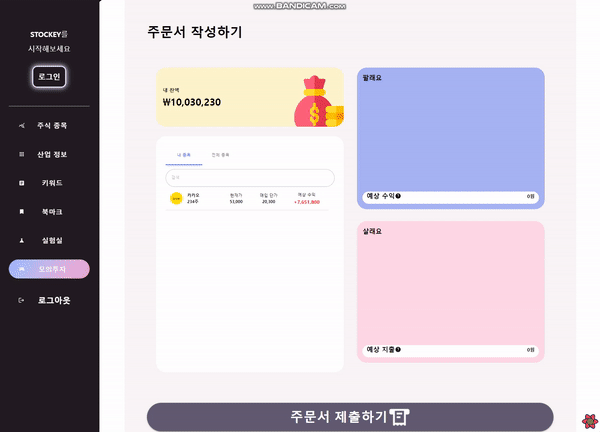 www.BANDICAM.com
STOCKEY를
시작해보세요
로그인
주식 종목
산업 정보
키워드
북마크
실험실
모의투자
로그아웃
주문서 작성하기
내 잔액
₩10,030,230
내 종목
전체 종목
검색
카카오
234주
현재가
53,000
매입 단가
20,300
예상 수익
+7,651,800
팔래요
예상 수익?
0원
살래요
예상 지출?
0원
주문서 제출하기